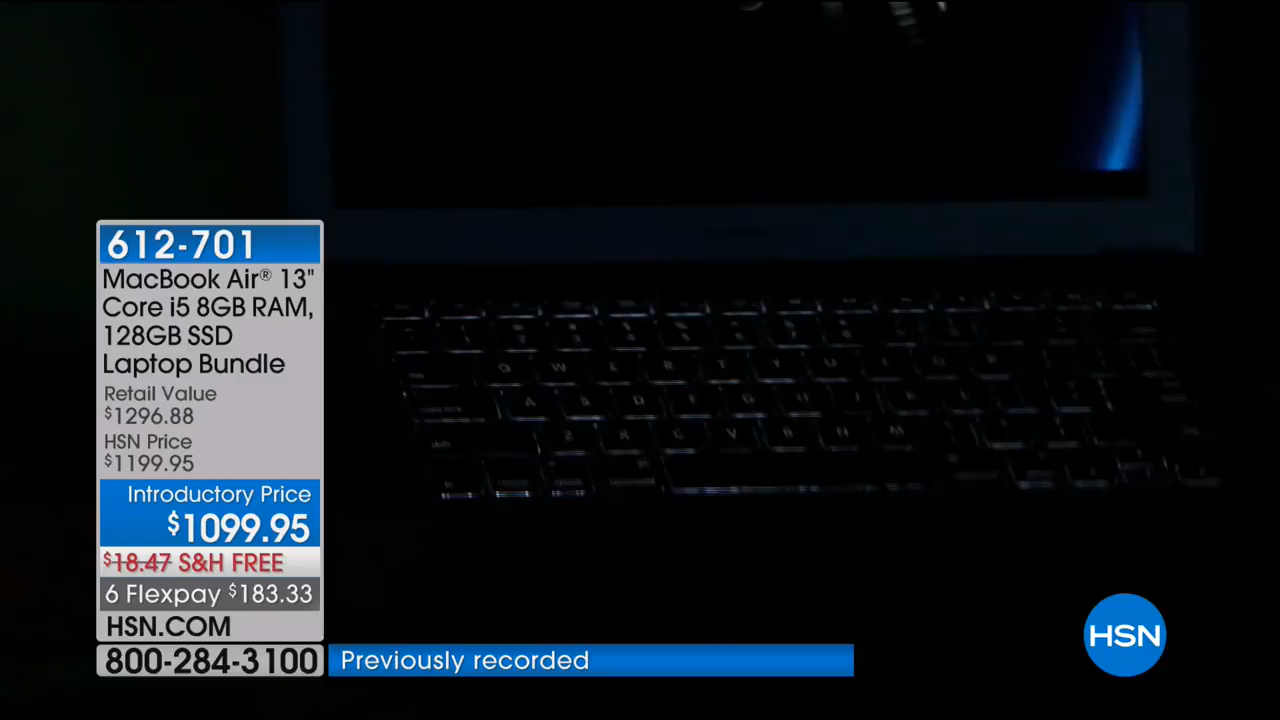 612-701
MacBook Air® 13"
Core i5 8GB RAM,
128GB SSD
Laptop Bundle
Retail Value
$1296.88
HSN Price
$1199.95
Introductory Price
$1099.95
$18.47 S&H FREE
6 Flexpay $183.33
HSN.COM
800-284-3100
Previously recorded
HSN
Q W E R T Y U I O P
A S D F G H J K L
Z X C V B N M